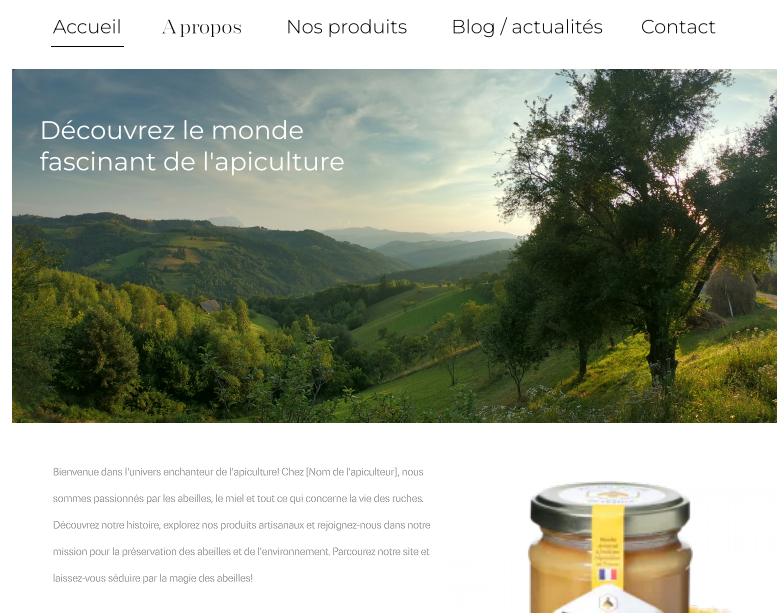 Accueil
A propos
Nos produits
Blog / actualités
Contact
Découvrez le monde
fascinant de l'apiculture
Bienvenue dans l'univers enchanteur de l'apiculture! Chez [Nom de l'apiculteur], nous
sommes passionnés par les abeilles, le miel et tout ce qui concerne la vie des ruches.
Découvrez notre histoire, explorez nos produits artisanaux et rejoignez-nous dans notre
mission pour la préservation des abeilles et de l'environnement. Parcourez notre site et
laissez-vous séduire par la magie des abeilles!